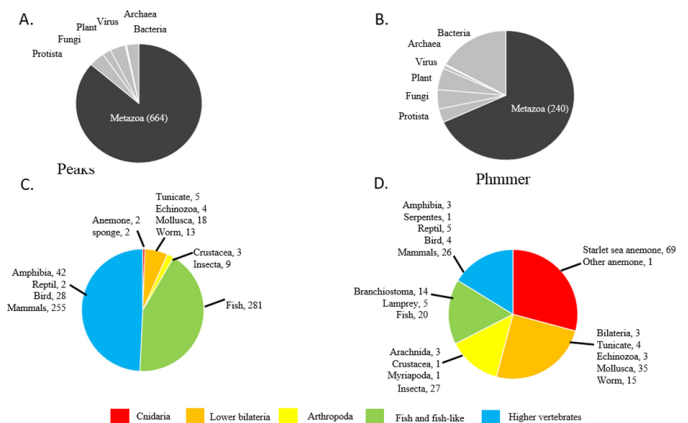 A.
Archaea
Virus
Plant
Bacteria
Fungi
Protista
Metazoa (664)
Peaks
B.
Bacteria
Archaea
Virus
Plant
Fungi
Protista
Metazoa (240)
Phmmer
C.
Tunicate, 5
Echinozoa, 4
Mollusca, 18
Worm, 13
Anemone, 2
sponge, 2
Crustacea, 3
Insecta, 9
Amphibia, 42
Reptil, 2
Bird, 28
Mammals, 255
Fish, 281
D.
Amphibia, 3
Serpentes, 1
Reptil, 5
Bird, 4
Mammals, 26
Starlet sea anemone, 69
Other anemone, 1
Branchiostoma, 14
Lamprey, 5
Fish, 20
Bilateria, 3
Tunicate, 4
Echinozoa, 3
Mollusca, 35
Worm, 15
Arachnida, 3
Crustacea, 1
Myriapoda, 1
Insecta, 27
Cnidaria
Lower bilateria
Arthropoda
Fish and fish-like
Higher vertebrates